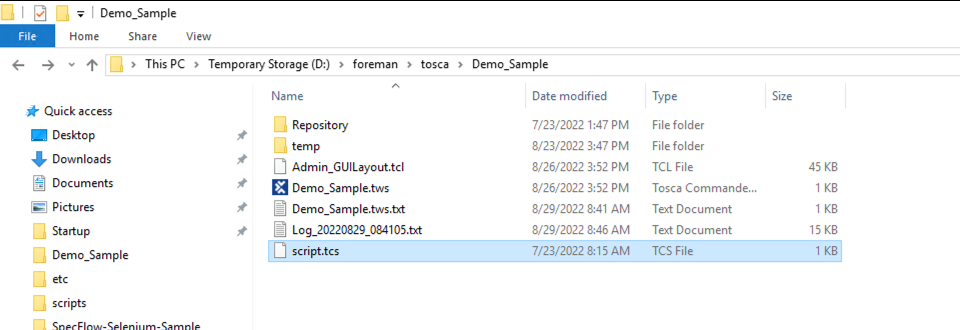 Demo_Sample
File Home Share View
This PC > Temporary Storage (D:) > foreman > tosca > Demo_Sample
Name Date modified Type Size
Quick access
Desktop
Downloads
Documents
Pictures
Startup
Demo_Sample
etc
scripts
SpecFlow-Selenium-Sample
Repository 7/23/2022 1:47 PM File folder
temp 8/23/2022 3:47 PM File folder
Admin_GUILayout.tcl 8/26/2022 3:52 PM TCL File 45 KB
Demo_Sample.tws 8/26/2022 3:52 PM Tosca Commande... 1 KB
Demo_Sample.tws.txt 8/29/2022 8:41 AM Text Document 1 KB
Log_20220829_084105.txt 8/29/2022 8:46 AM Text Document 15 KB
script.tcs 7/23/2022 8:15 AM TCS File 1 KB